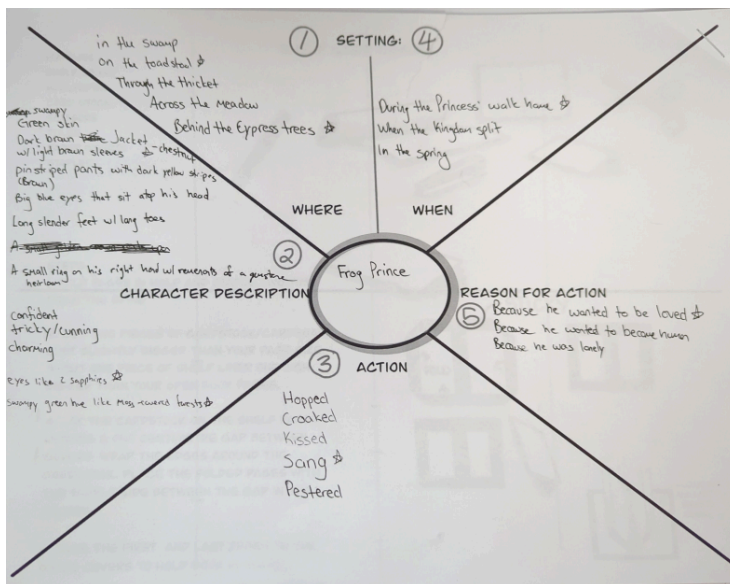 ① SETTING: ④
in the swamp
on the toadstool ☆
Through the thicket
Across the Meadow
Behind the Cypress trees ☆
WHERE
During the Princess' walk home ☆
When the Kingdom split
In the spring
WHEN
swampy
Green skin
Dark brown Jacket -chestnut
w/light brown sleeves ☆
pinstriped pants with dark yellow stripes
(Brown)
Big blue eyes that sit atop his head
Long slender feet w/ long toes
A small ring on his right hand w/ remenants of a gemstone
heirloom
②
CHARACTER DESCRIPTION
confident
tricky/cunning
charming
eyes like 2 sapphires ☆
swampy green hue like moss-covered forests ☆
Frog Prince
REASON FOR ACTION
⑤ Because he wanted to be loved ☆
Because he wanted to become human
Because he was lonely
③ ACTION
Hopped
Croaked
Kissed
Sang ☆
Pestered